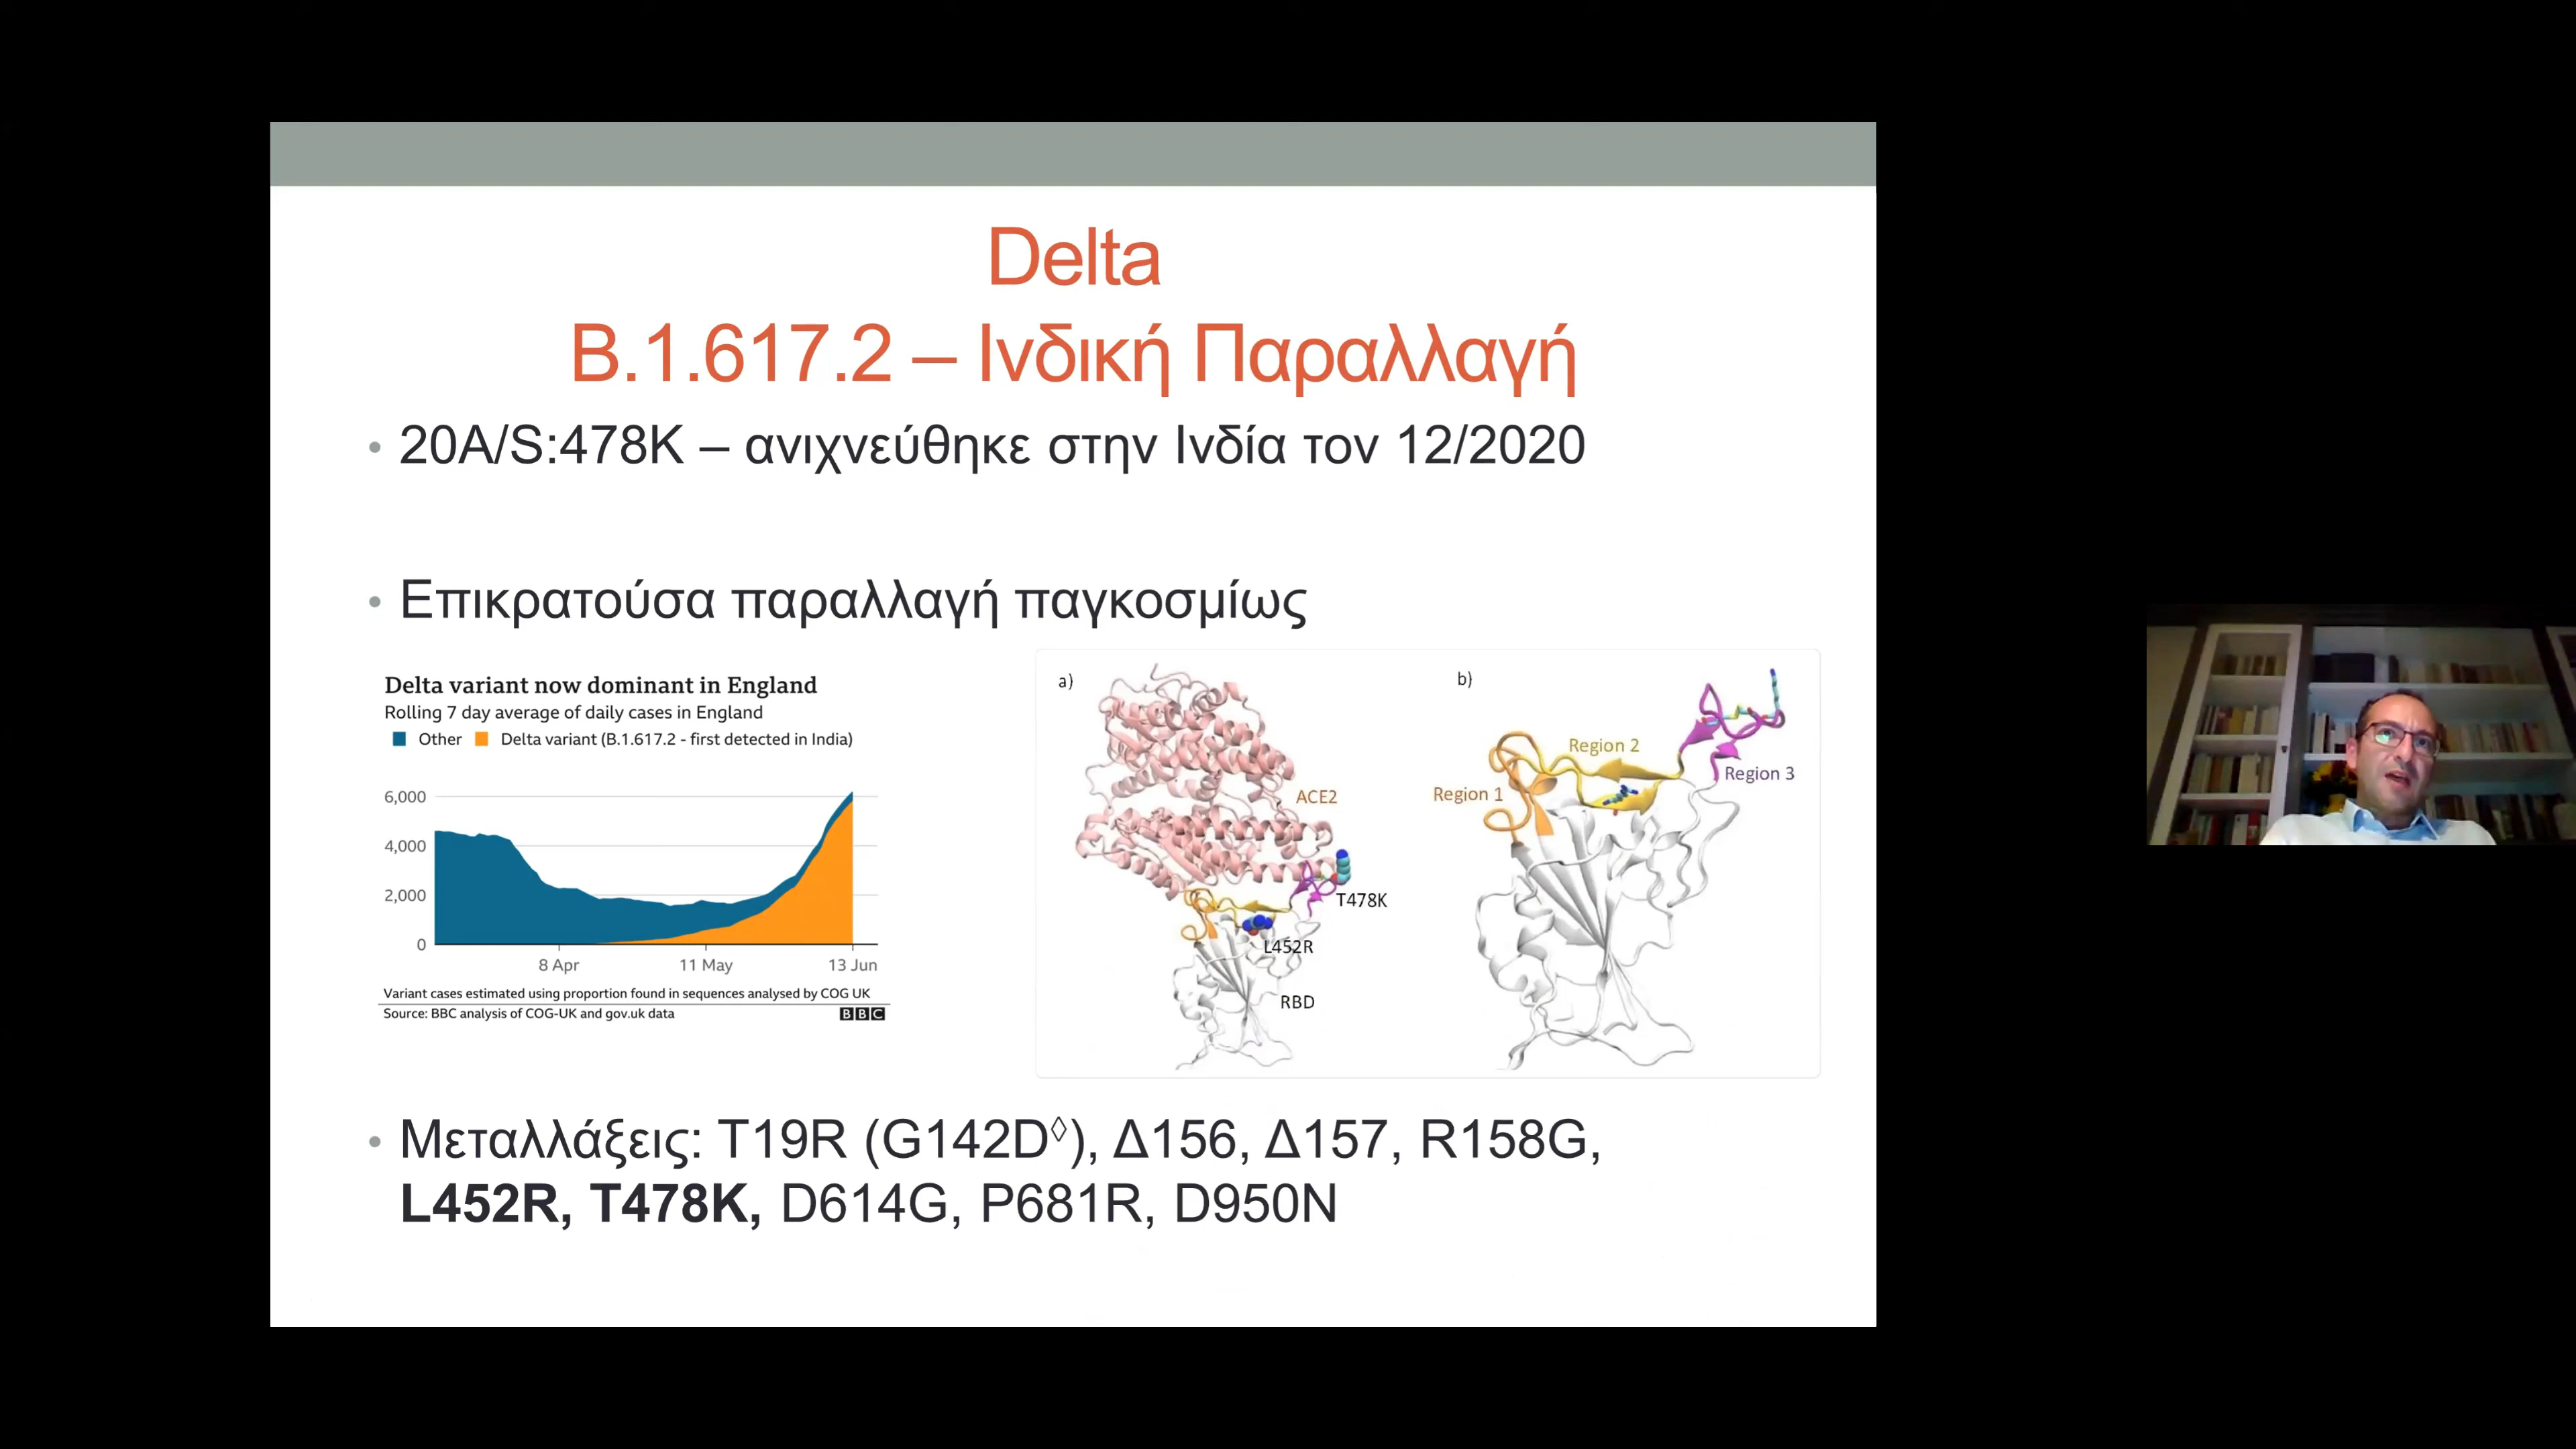 Delta
B.1.617.2 – Ινδική Παραλλαγή
• 20A/S:478K – ανιχνεύθηκε στην Ινδία τον 12/2020
• Επικρατούσα παραλλαγή παγκοσμίως
Delta variant now dominant in England
Rolling 7 day average of daily cases in England
Other Delta variant (B.1.617.2 - first detected in India)
6,000
4,000
2,000
0
8 Apr 11 May 13 Jun
Variant cases estimated using proportion found in sequences analysed by COG UK
Source: BBC analysis of COG-UK and gov.uk data BBC
a)
ACE2
T478K
L452R
RBD
b)
Region 2
Region 3
Region 1
• Μεταλλάξεις: T19R (G142D◊), Δ156, Δ157, R158G,
L452R, T478K, D614G, P681R, D950N